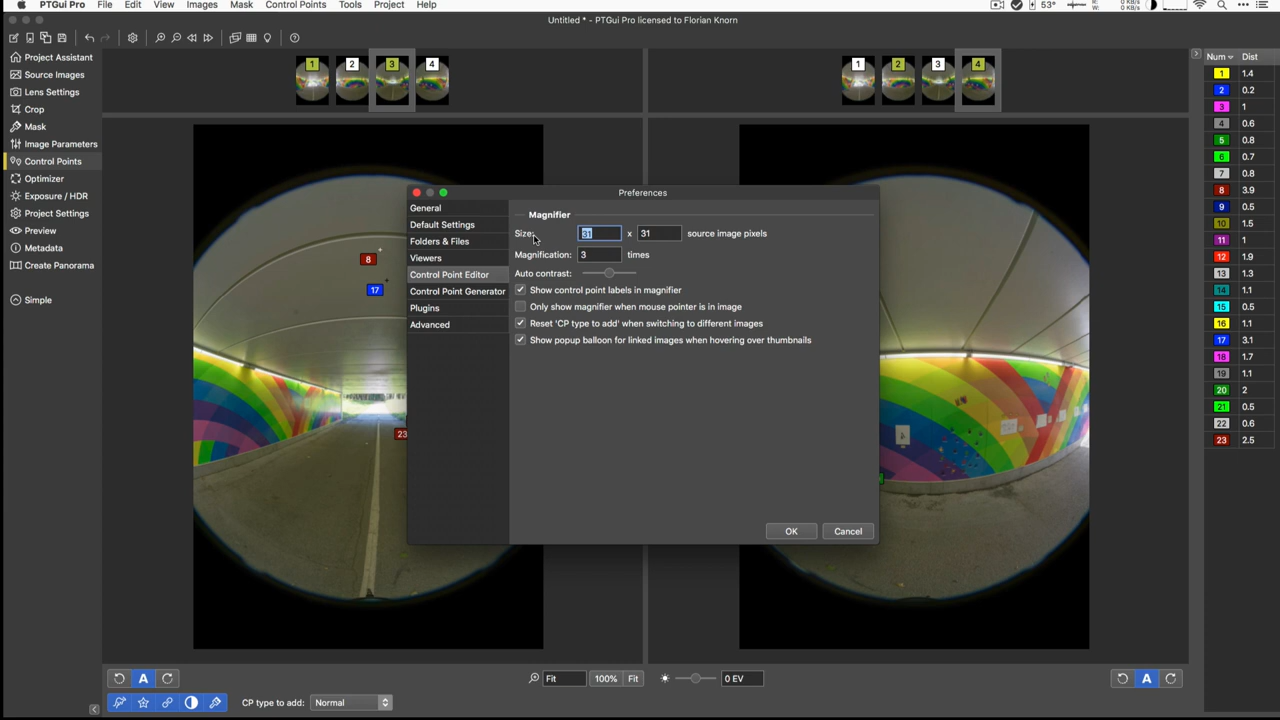 PTGui Pro File Edit View Images Mask Control Points Tools Project Help 53° R: W: 0 KB/s 0 KB/s
Untitled * - PTGui Pro licensed to Florian Knorn
Project Assistant
Source Images
Lens Settings
Crop
Mask
Image Parameters
Control Points
Optimizer
Exposure / HDR
Project Settings
Preview
Metadata
Create Panorama
Simple
1 2 3 4
1 2 3 4
8
17
23
Preferences
General
Default Settings
Folders & Files
Viewers
Control Point Editor
Control Point Generator
Plugins
Advanced
Magnifier
Size: 31 x 31 source image pixels
Magnification: 3 times
Auto contrast:
Show control point labels in magnifier
Only show magnifier when mouse pointer is in image
Reset 'CP type to add' when switching to different images
Show popup balloon for linked images when hovering over thumbnails
OK Cancel
Num Dist
1 1.4
2 0.2
3 1
4 0.6
5 0.8
6 0.7
7 0.8
8 3.9
9 0.5
10 1.5
11 1
12 1.9
13 1.3
14 1.1
15 0.5
16 1.1
17 3.1
18 1.7
19 1.1
20 2
21 0.5
22 0.6
23 2.5
A Fit 100% Fit 0 EV A
CP type to add: Normal